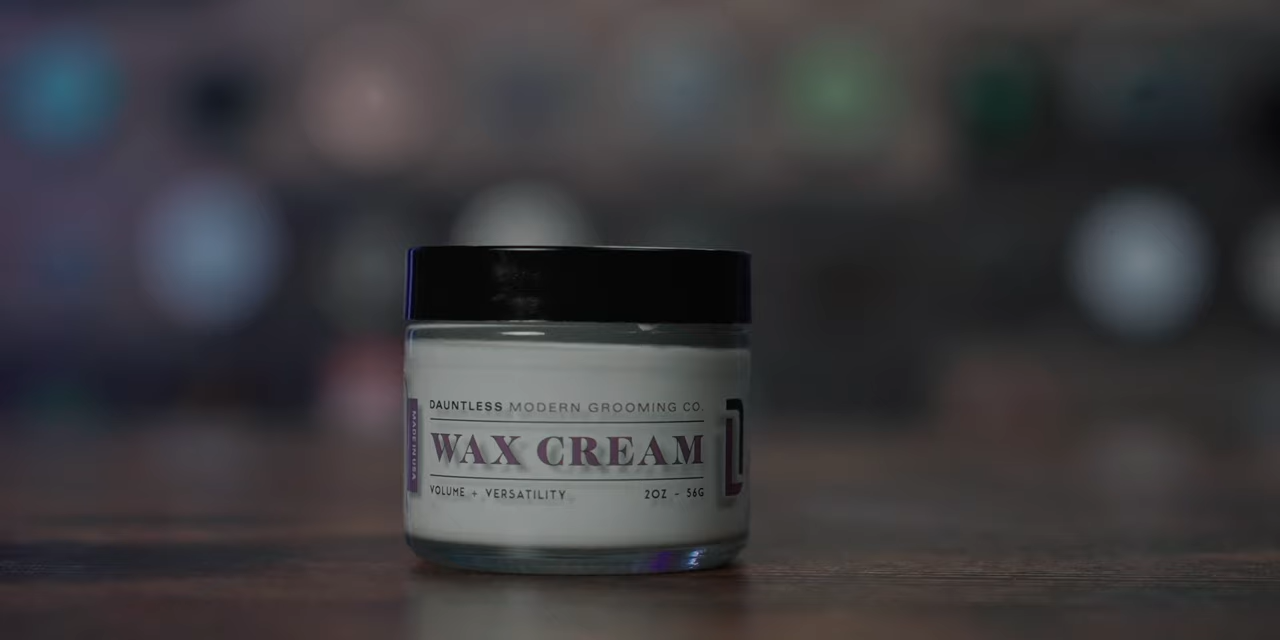 DAUNTLESS MODERN GROOMING CO.
WAX CREAM
VOLUME + VERSATILITY
2OZ - 56G
MADE IN USA
D